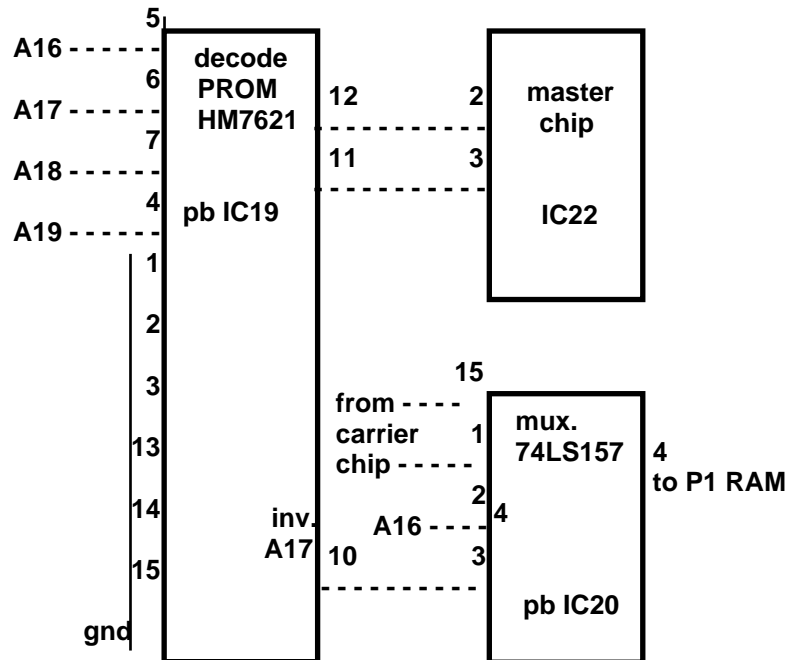 5
A16
6
A17
7
A18
4
A19
1
2
3
13
14
15
gnd
decode
PROM
HM7621
pb IC19
inv.
A17
12
11
10
2
3
master
chip
IC22
from
carrier
chip
A16
15
1
2
4
3
mux.
74LS157
pb IC20
4
to P1 RAM